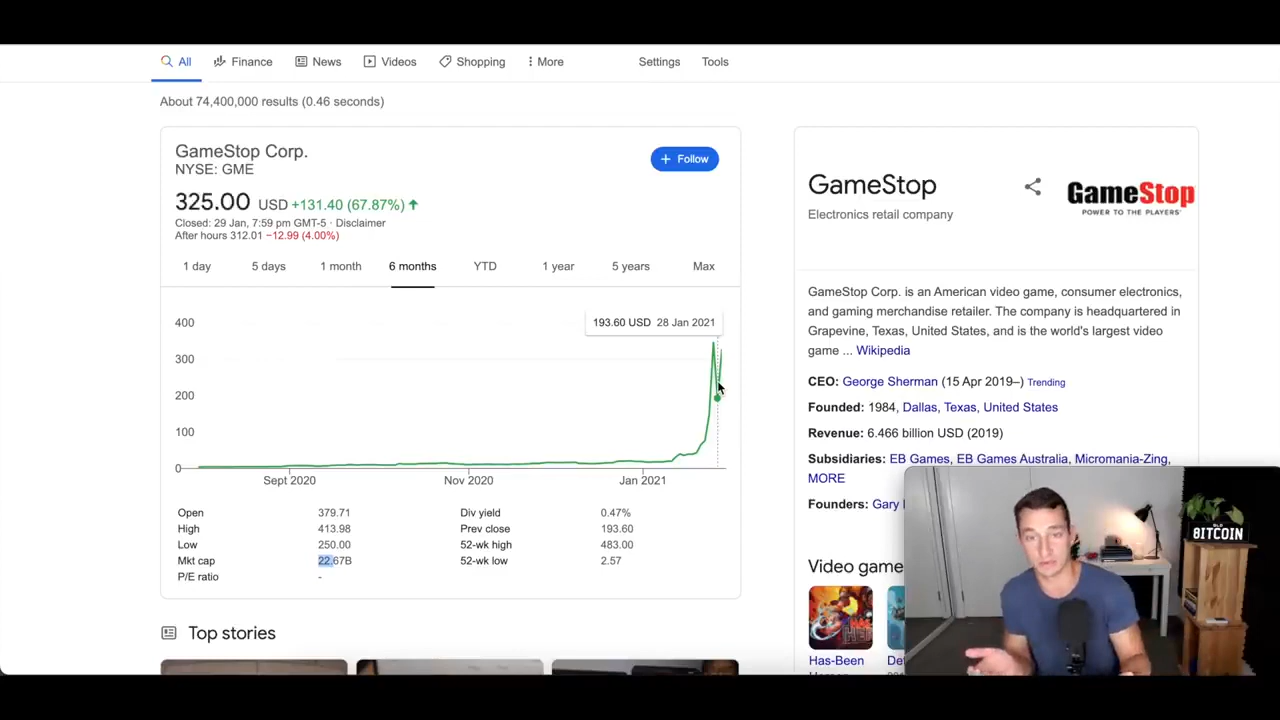 All Finance News Videos Shopping More Settings Tools
About 74,400,000 results (0.46 seconds)
GameStop Corp.
NYSE: GME
Follow
325.00 USD +131.40 (67.87%)
Closed: 29 Jan, 7:59 pm GMT-5 · Disclaimer
After hours 312.01 −12.99 (4.00%)
1 day 5 days 1 month 6 months YTD 1 year 5 years Max
193.60 USD 28 Jan 2021
400
300
200
100
0
Sept 2020 Nov 2020 Jan 2021
Open 379.71 Div yield 0.47%
High 413.98 Prev close 193.60
Low 250.00 52-wk high 483.00
Mkt cap 22.67B 52-wk low 2.57
P/E ratio -
Top stories
GameStop
Electronics retail company
GameStop
POWER TO THE PLAYERS
GameStop Corp. is an American video game, consumer electronics,
and gaming merchandise retailer. The company is headquartered in
Grapevine, Texas, United States, and is the world's largest video
game ... Wikipedia
CEO: George Sherman (15 Apr 2019–) Trending
Founded: 1984, Dallas, Texas, United States
Revenue: 6.466 billion USD (2019)
Subsidiaries: EB Games, EB Games Australia, Micromania-Zing,
MORE
Founders: Gary
Video game
Has-Been
BITCOIN